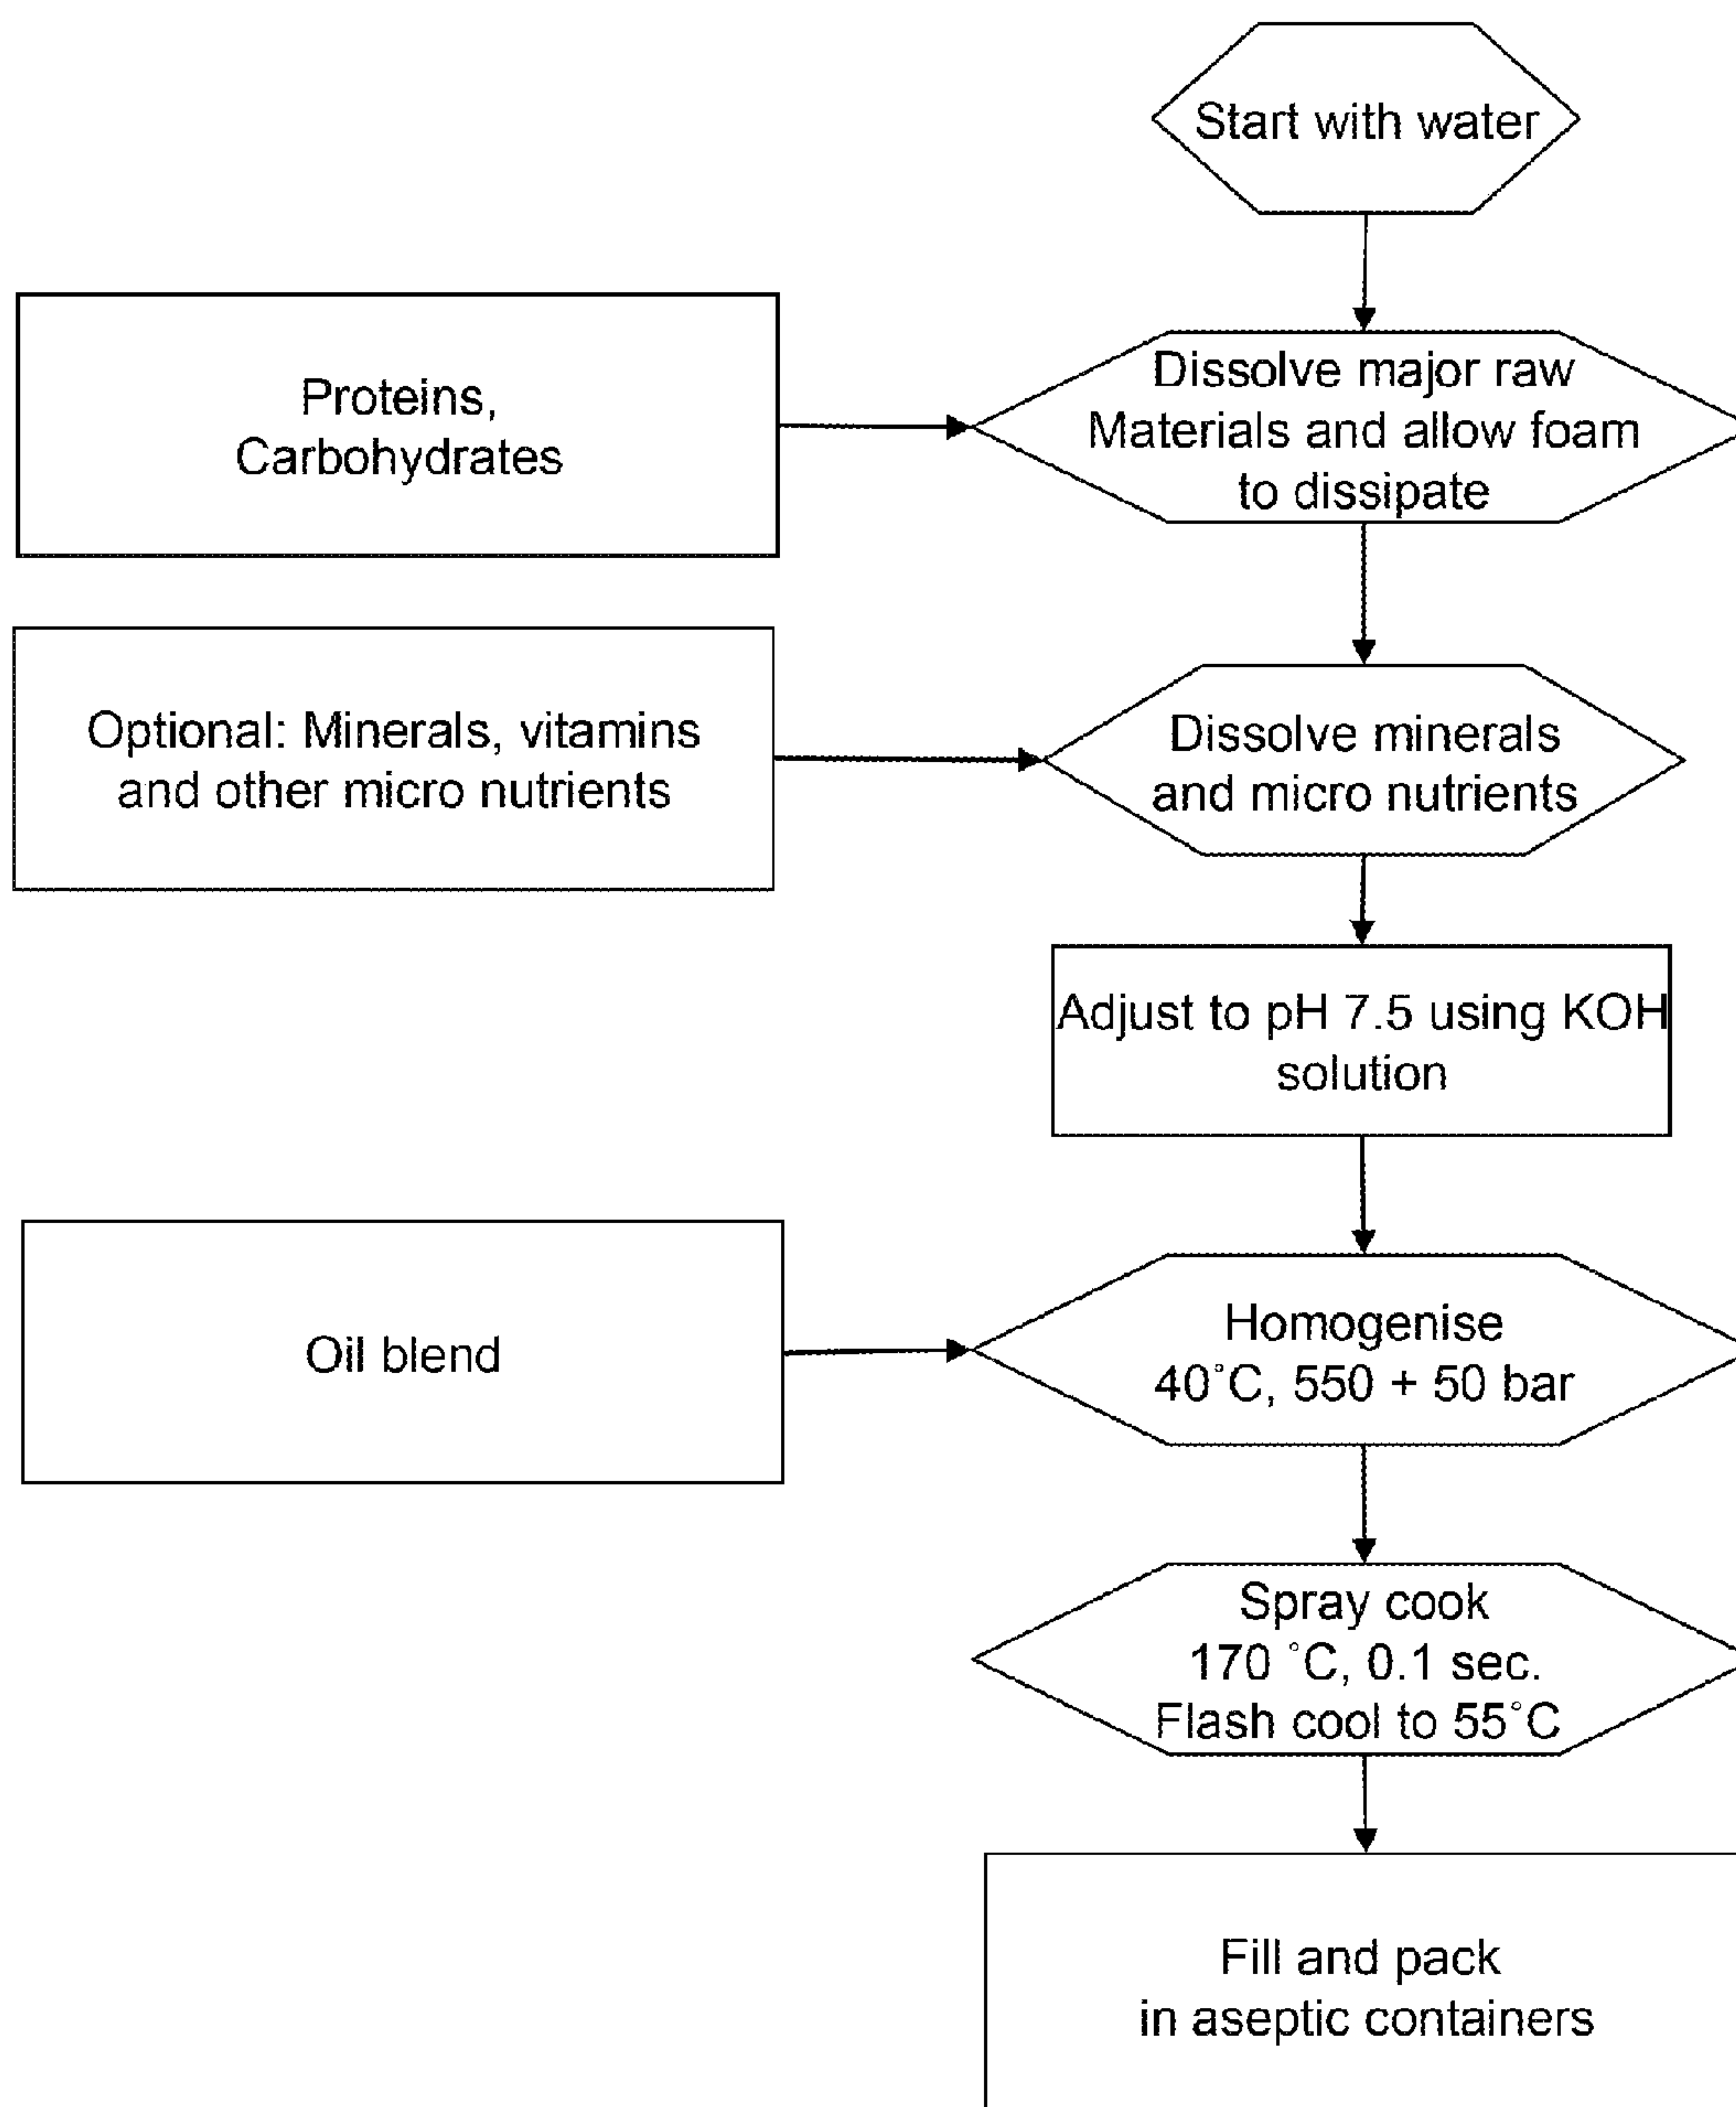 Start with water
Proteins,
Carbohydrates
Dissolve major raw
Materials and allow foam
to dissipate
Optional: Minerals, vitamins
and other micro nutrients
Dissolve minerals
and micro nutrients
Adjust to pH 7.5 using KOH
solution
Oil blend
Homogenise
40°C, 550 + 50 bar
Spray cook
170 °C, 0.1 sec.
Flash cool to 55°C
Fill and pack
in aseptic containers